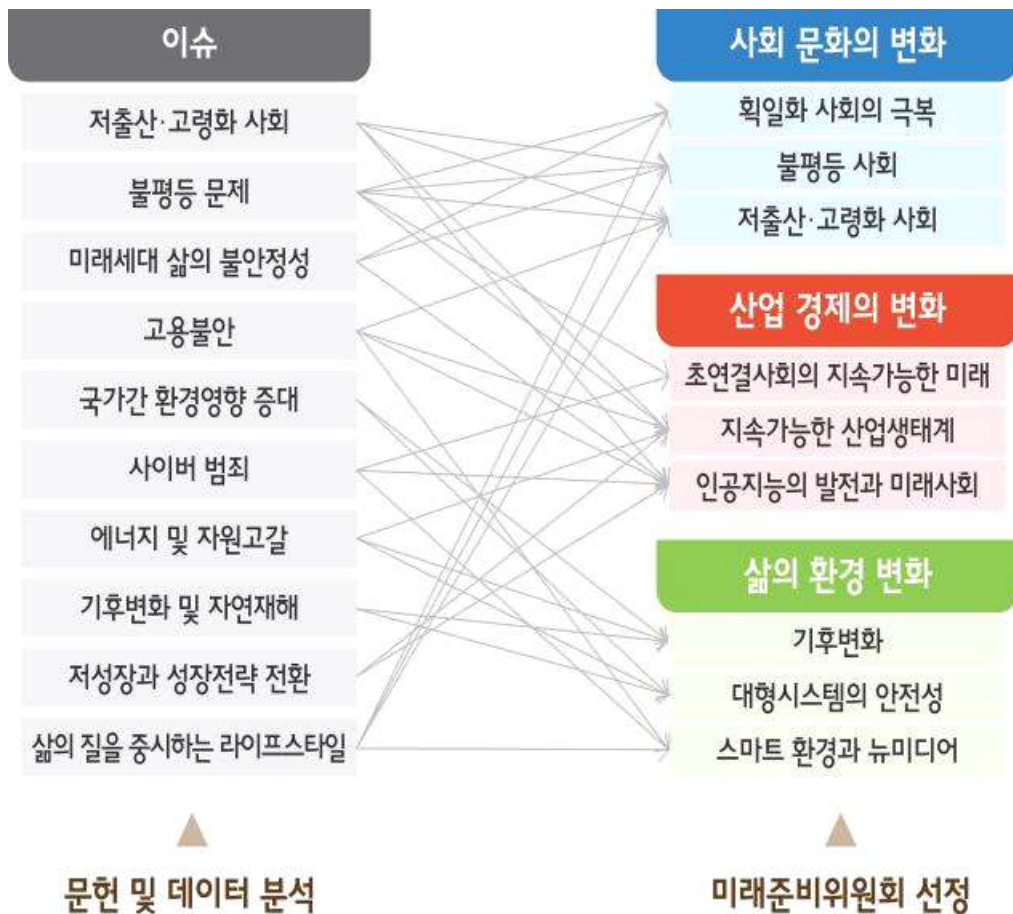 이슈
저출산·고령화 사회
불평등 문제
미래세대 삶의 불안정성
고용불안
국가간 환경영향 증대
사이버 범죄
에너지 및 자원고갈
기후변화 및 자연재해
저성장과 성장전략 전환
삶의 질을 중시하는 라이프스타일
문헌 및 데이터 분석
사회 문화의 변화
획일화 사회의 극복
불평등 사회
저출산·고령화 사회
산업 경제의 변화
초연결사회의 지속가능한 미래
지속가능한 산업생태계
인공지능의 발전과 미래사회
삶의 환경 변화
기후변화
대형시스템의 안전성
스마트 환경과 뉴미디어
미래준비위원회 선정